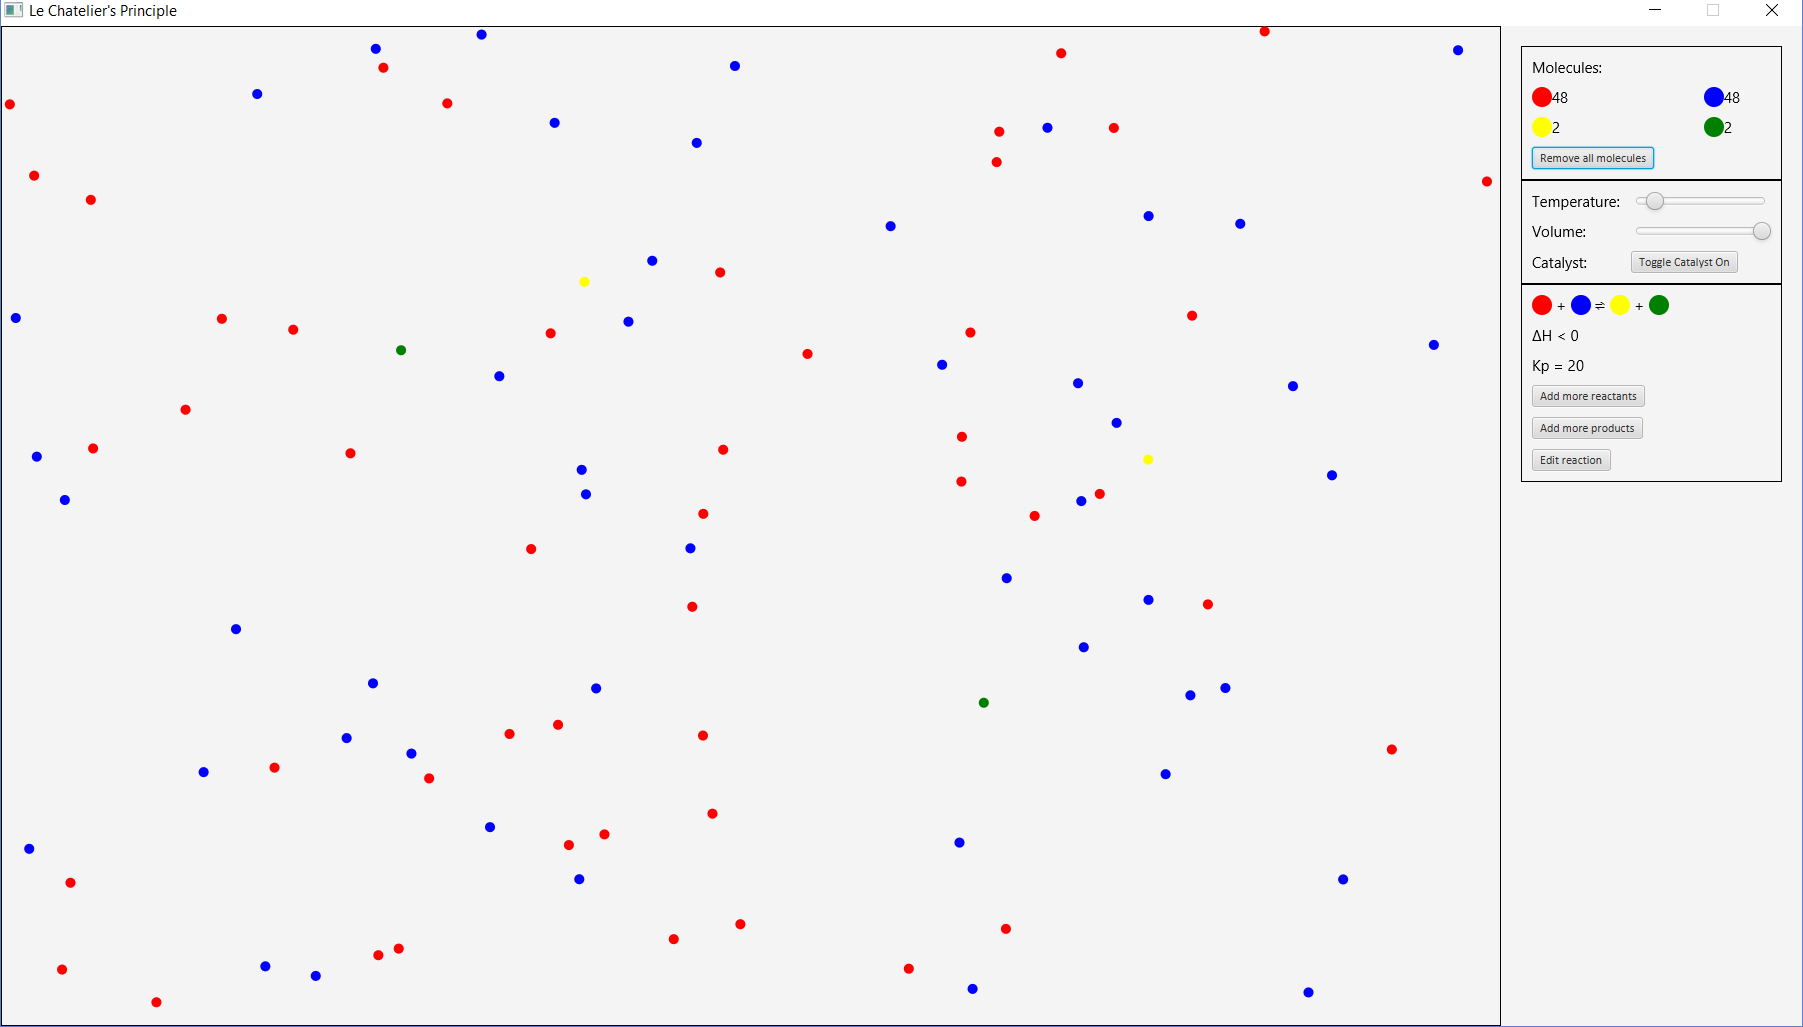 Le Chatelier's Principle
Molecules:
48 48
2 2
Remove all molecules
Temperature:
Volume:
Catalyst: Toggle Catalyst On
+ ⇌ +
ΔH < 0
Kp = 20
Add more reactants
Add more products
Edit reaction